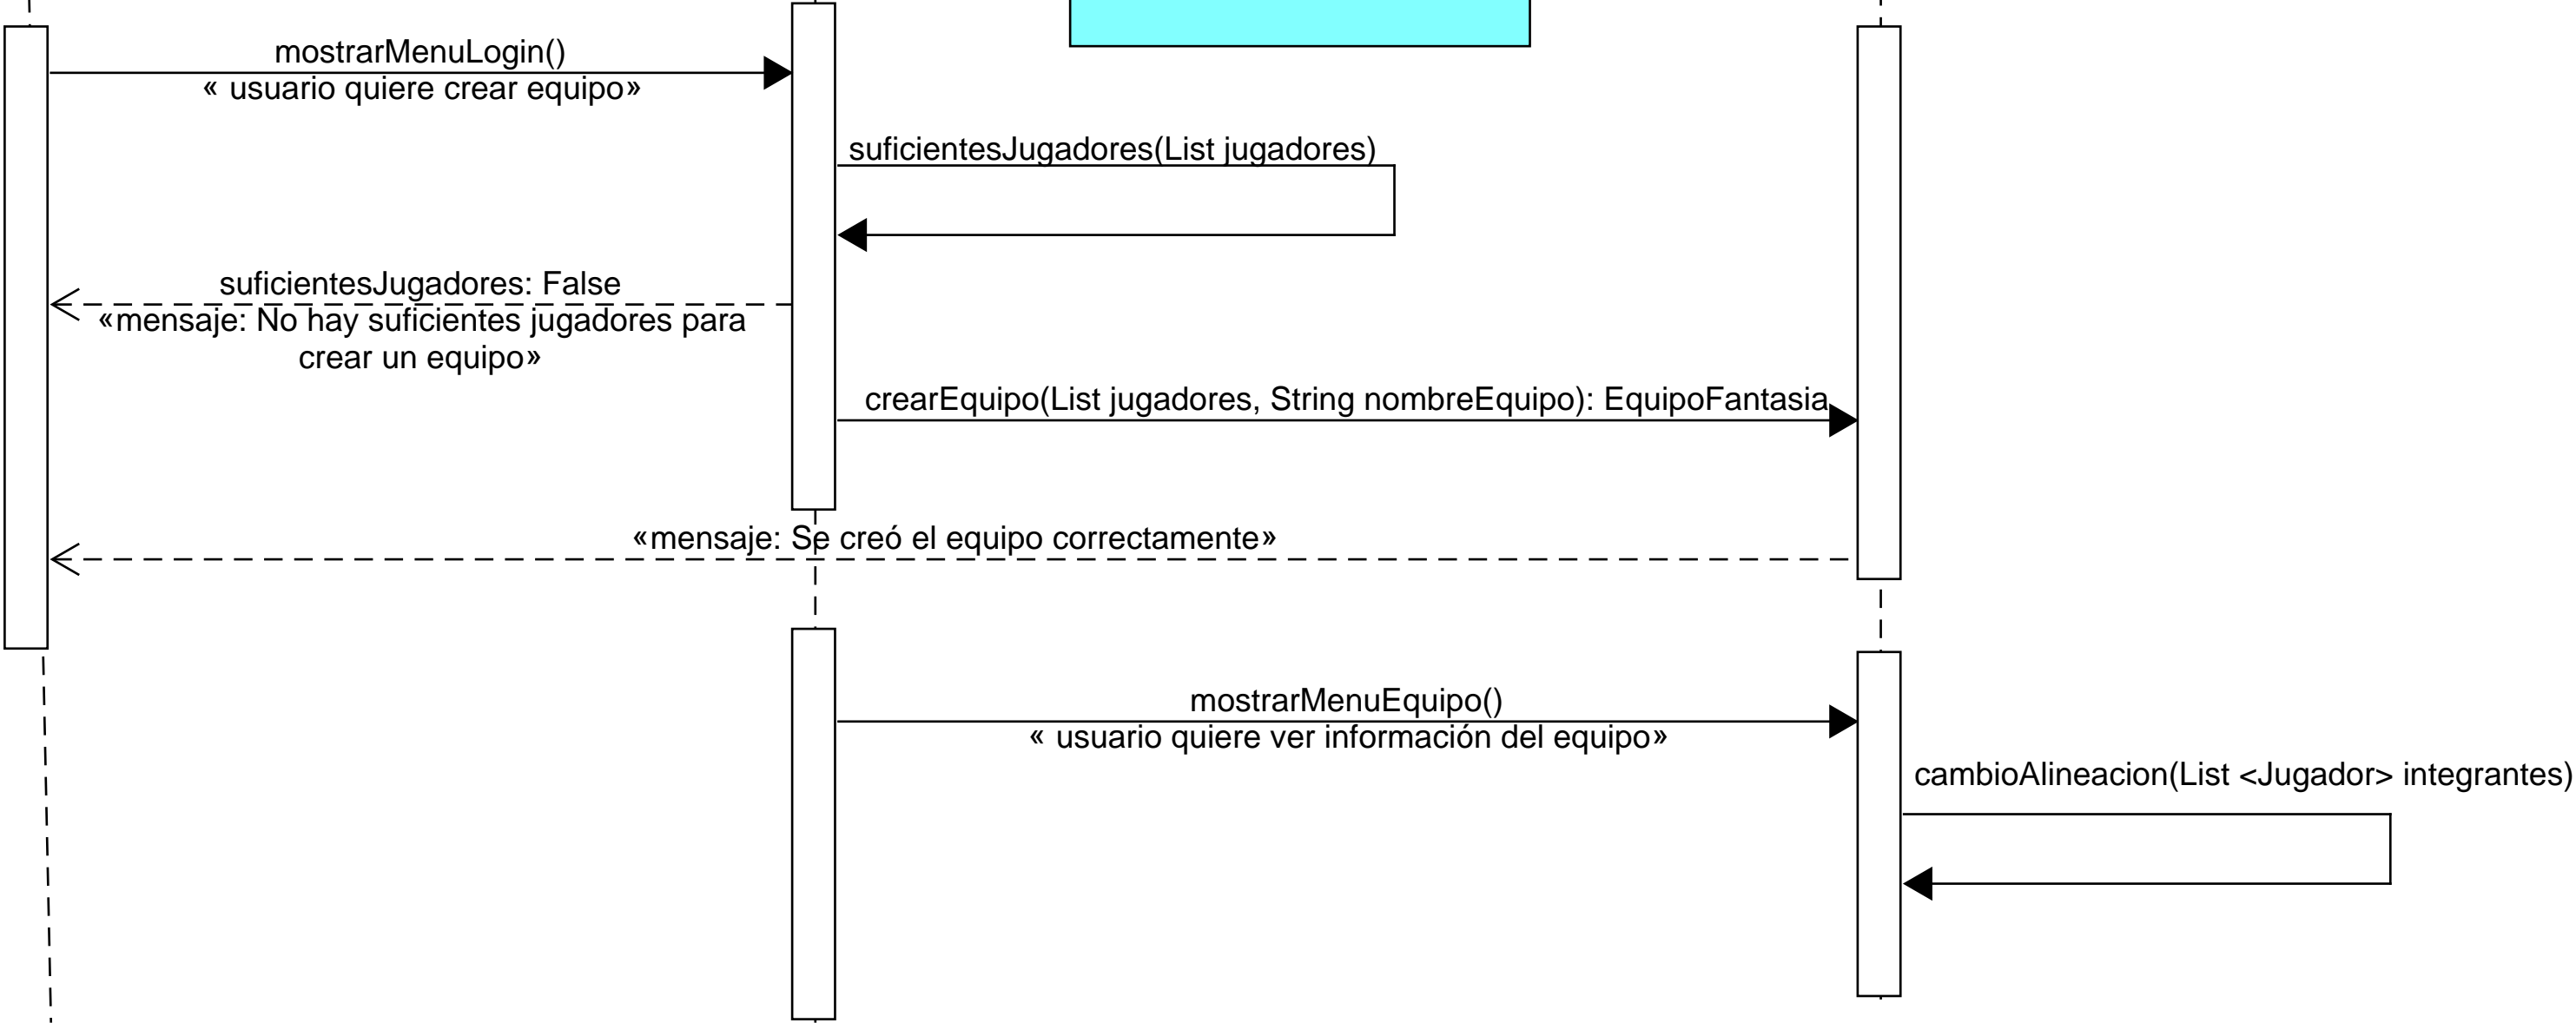 mostrarMenuLogin()
« usuario quiere crear equipo»
suficientesJugadores(List jugadores)
suficientesJugadores: False
«mensaje: No hay suficientes jugadores para
crear un equipo»
crearEquipo(List jugadores, String nombreEquipo): EquipoFantasia
«mensaje: Se creó el equipo correctamente»
mostrarMenuEquipo()
« usuario quiere ver información del equipo»
cambioAlineacion(List <Jugador> integrantes)